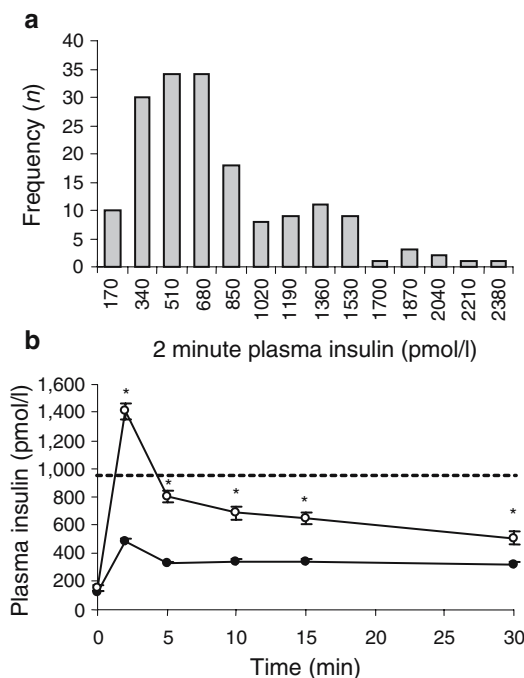 a
Frequency (n)
40
35
30
25
20
15
10
5
0
170 340 510 680 850 1020 1190 1360 1530 1700 1870 2040 2210 2380
2 minute plasma insulin (pmol/l)
b
Plasma insulin (pmol/l)
1,600
1,400
1,200
1,000
800
600
400
200
0
* * * * *
0 5 10 15 20 25 30
Time (min)